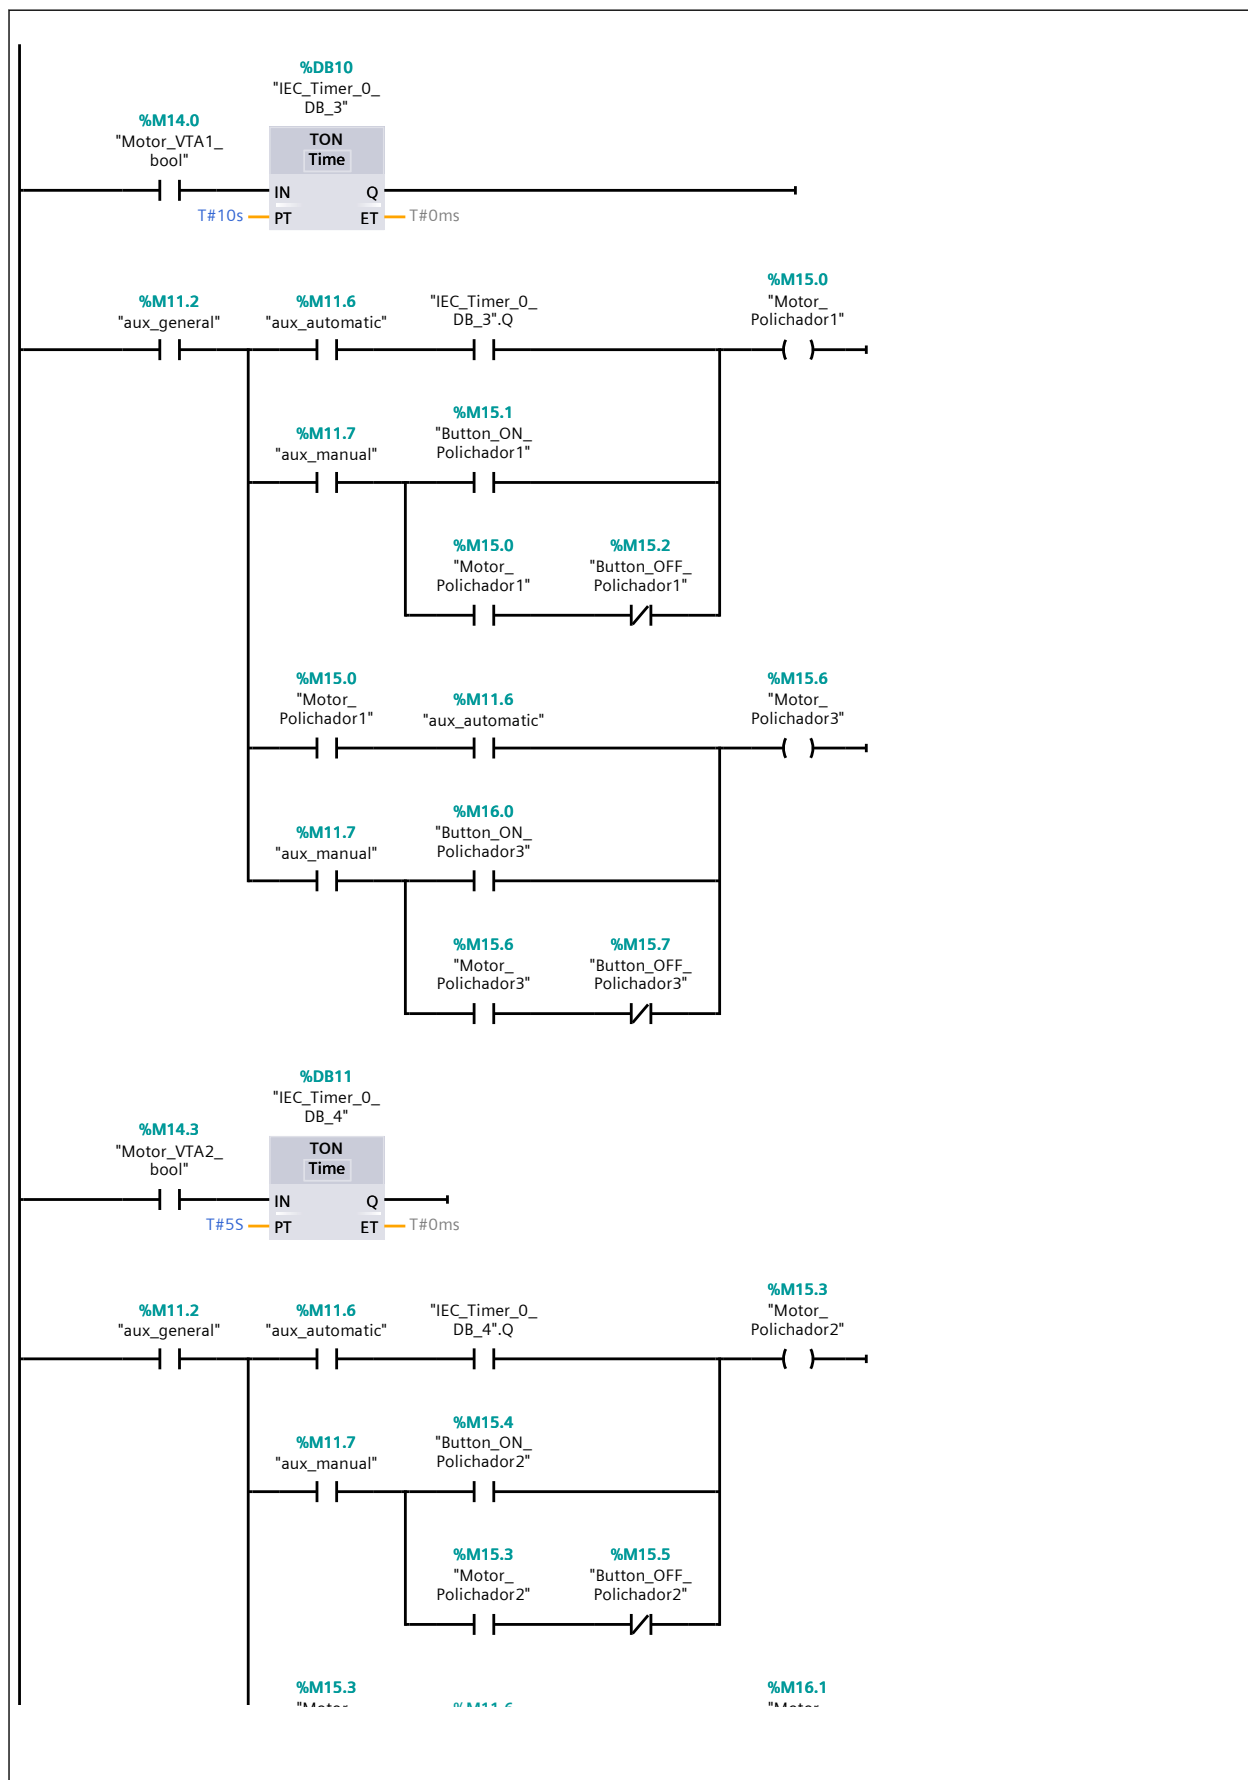 %DB10
"IEC_Timer_0_
DB_3"
%M14.0
"Motor_VTA1_
bool"
TON
Time
IN Q
T#10s PT ET T#0ms
%M11.2
"aux_general"
%M11.6
"aux_automatic"
"IEC_Timer_0_
DB_3".Q
%M15.0
"Motor_
Polichador1"
%M11.7
"aux_manual"
%M15.1
"Button_ON_
Polichador1"
%M15.0
"Motor_
Polichador1"
%M15.2
"Button_OFF_
Polichador1"
%M15.0
"Motor_
Polichador1"
%M11.6
"aux_automatic"
%M15.6
"Motor_
Polichador3"
%M11.7
"aux_manual"
%M16.0
"Button_ON_
Polichador3"
%M15.6
"Motor_
Polichador3"
%M15.7
"Button_OFF_
Polichador3"
%DB11
"IEC_Timer_0_
DB_4"
%M14.3
"Motor_VTA2_
bool"
TON
Time
IN Q
T#5S PT ET T#0ms
%M11.2
"aux_general"
%M11.6
"aux_automatic"
"IEC_Timer_0_
DB_4".Q
%M15.3
"Motor_
Polichador2"
%M11.7
"aux_manual"
%M15.4
"Button_ON_
Polichador2"
%M15.3
"Motor_
Polichador2"
%M15.5
"Button_OFF_
Polichador2"
%M15.3
"Motor_
%M11.6
%M16.1
"Motor_